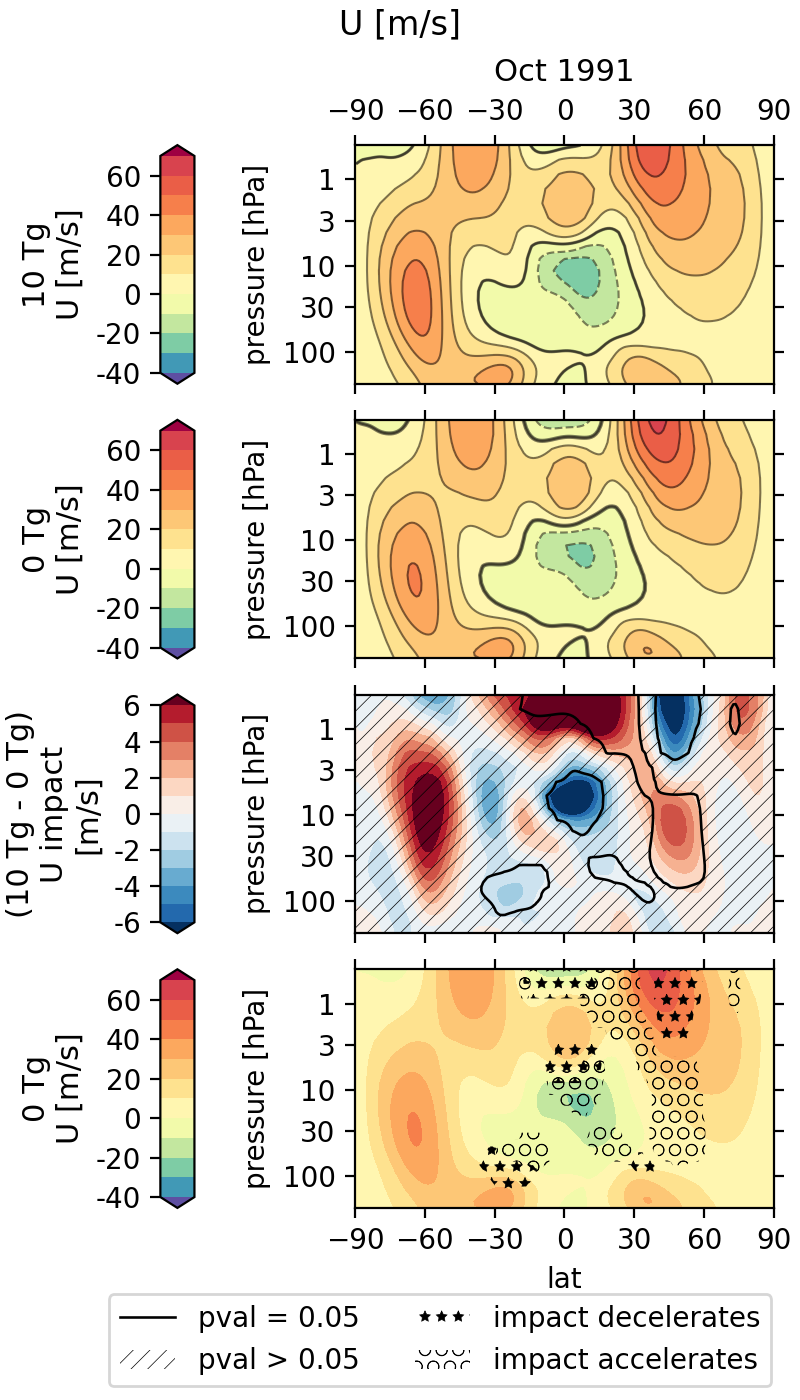 U [m/s]
Oct 1991
−90 −60 −30 0 30 60 90
10 Tg
U [m/s]
60
40
20
0
-20
-40
pressure [hPa]
1
3
10
30
100
0 Tg
U [m/s]
60
40
20
0
-20
-40
pressure [hPa]
1
3
10
30
100
(10 Tg - 0 Tg)
U impact
[m/s]
6
4
2
0
-2
-4
-6
pressure [hPa]
1
3
10
30
100
0 Tg
U [m/s]
60
40
20
0
-20
-40
pressure [hPa]
1
3
10
30
100
−90 −60 −30 0 30 60 90
lat
pval = 0.05
pval > 0.05
impact decelerates
impact accelerates